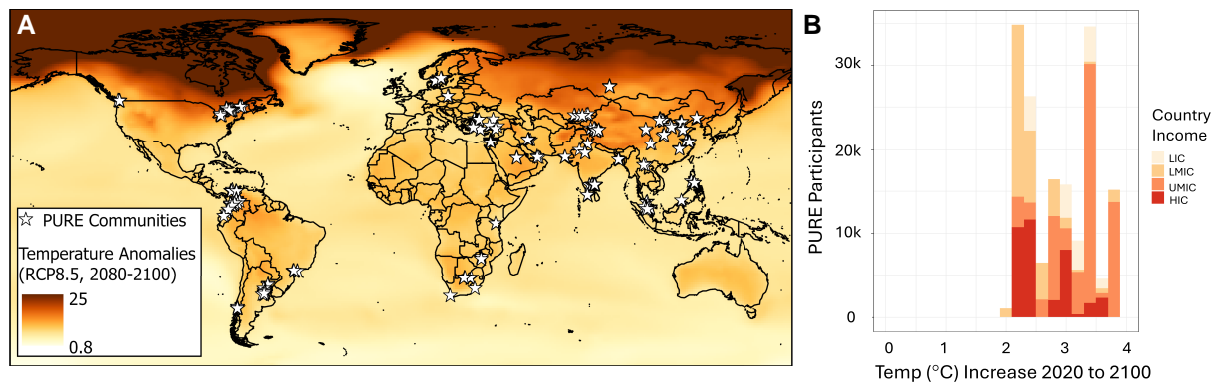 A
PURE Communities
Temperature Anomalies
(RCP8.5, 2080-2100)
25
0.8
B
PURE Participants
30k
20k
10k
0
0 1 2 3 4
Temp (°C) Increase 2020 to 2100
Country
Income
LIC
LMIC
UMIC
HIC